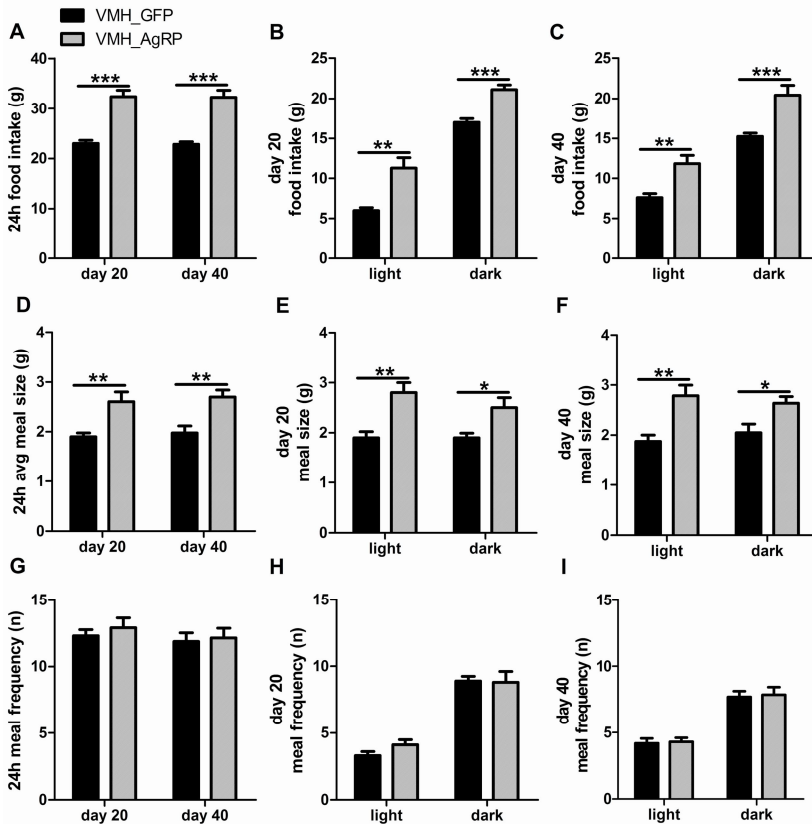 VMH_GFP
VMH_AgRP
A
24h food intake (g)
40
30
20
10
0
***
***
day 20
day 40
B
day 20
food intake (g)
25
20
15
10
5
0
**
***
light
dark
C
day 40
food intake (g)
25
20
15
10
5
0
**
***
light
dark
D
24h avg meal size (g)
4
3
2
1
0
**
**
day 20
day 40
E
day 20
meal size (g)
4
3
2
1
0
**
*
light
dark
F
day 40
meal size (g)
4
3
2
1
0
**
*
light
dark
G
24h meal frequency (n)
15
10
5
0
day 20
day 40
H
day 20
meal frequency (n)
15
10
5
0
light
dark
I
day 40
meal frequency (n)
15
10
5
0
light
dark